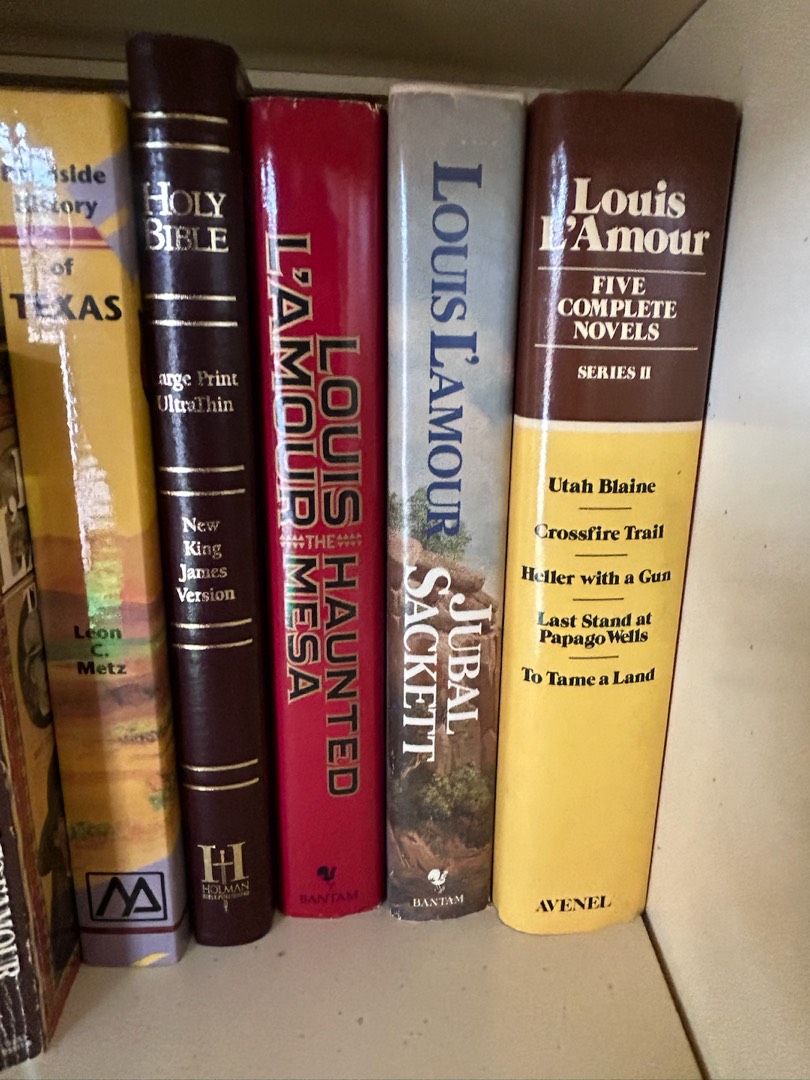 History
of
TEXAS
Leon
C.
Metz
HOLY
BIBLE
Large Print
UltraThin
New
King
James
Version
HOLMAN
LOUIS
L'AMOUR
THE
HAUNTED
MESA
BANTAM
LOUIS L'AMOUR
JUBAL
SACKETT
BANTAM
Louis
L'Amour
FIVE
COMPLETE
NOVELS
SERIES II
Utah Blaine
Crossfire Trail
Heller with a Gun
Last Stand at
Papago Wells
To Tame a Land
AVENEL